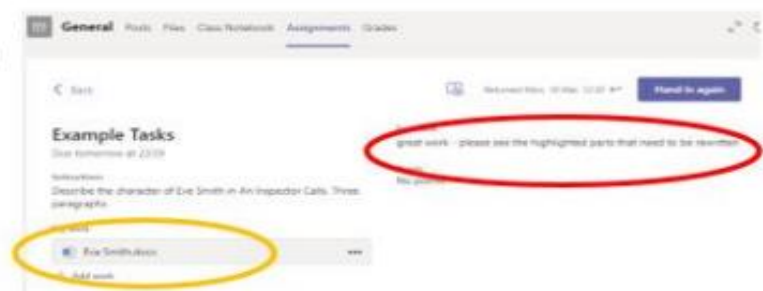 General Posts Files Class Notebook Assignments Grades
Back
Hand in again
Example Tasks
Due tomorrow at 23:59
Instructions
Describe the character of Eve Smith in An Inspector Calls. Three
paragraphs
My work
Eve Smith.docx
Add work
great work - please see the highlighted parts that need to be rewritten
No points